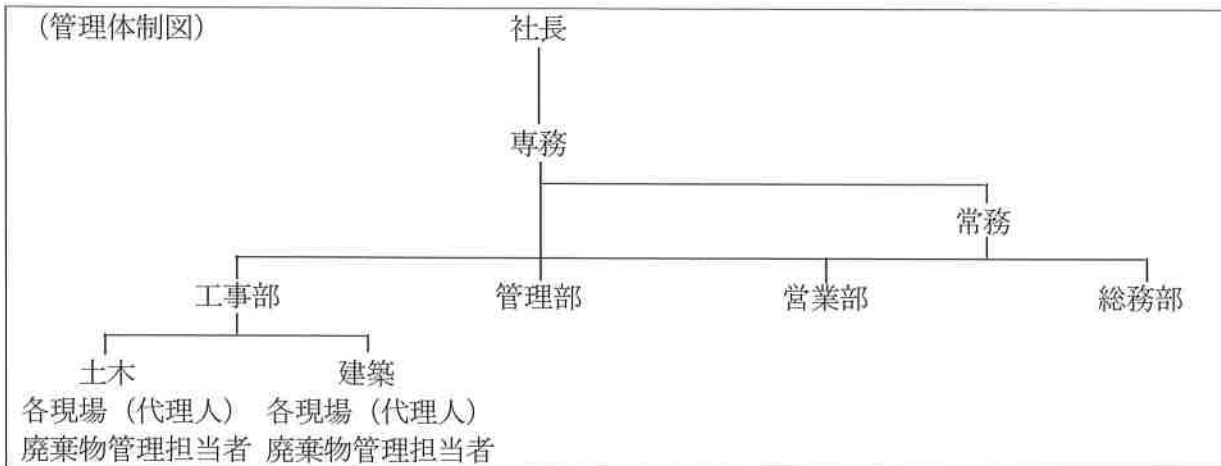 （管理体制図）
社長
専務
常務
工事部 管理部 営業部 総務部
土木 建築
各現場（代理人） 各現場（代理人）
廃棄物管理担当者 廃棄物管理担当者